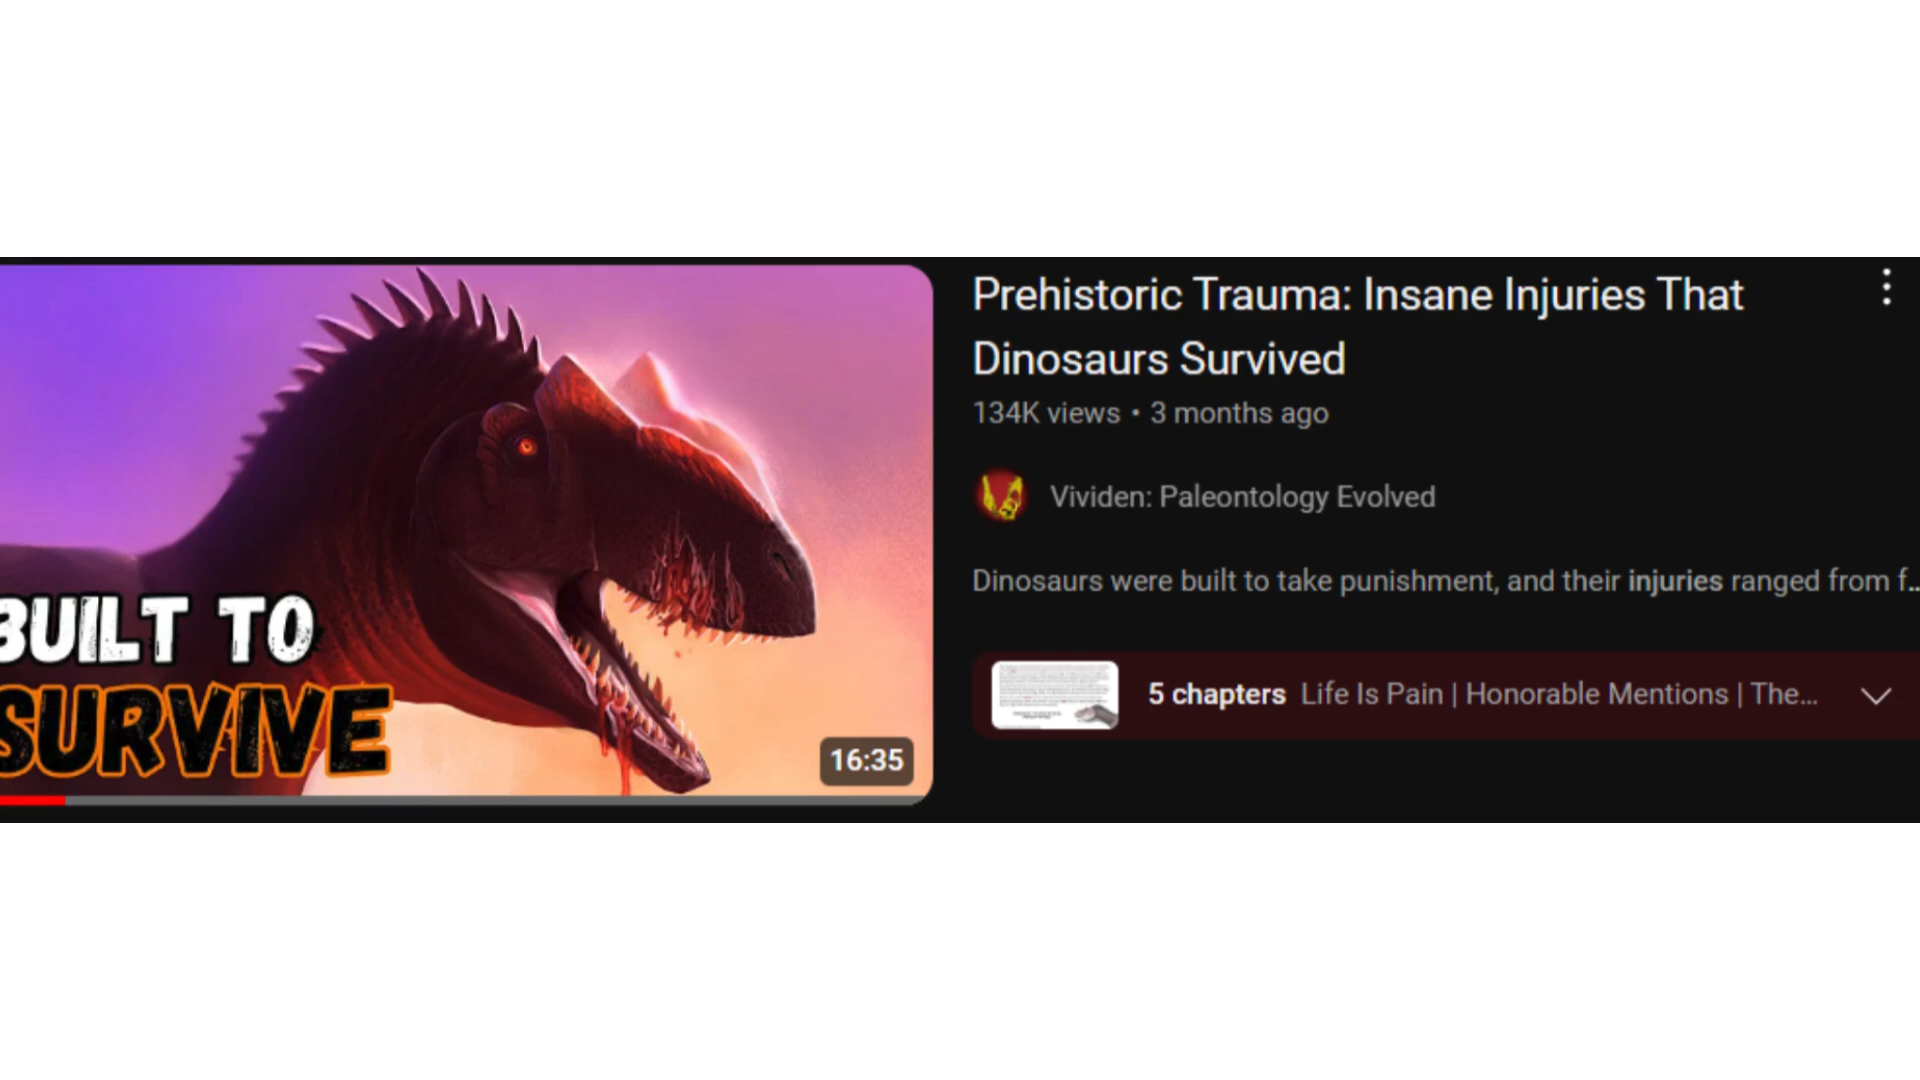 BUILT TO
SURVIVE
16:35
Prehistoric Trauma: Insane Injuries That
Dinosaurs Survived
134K views • 3 months ago
Vividen: Paleontology Evolved
Dinosaurs were built to take punishment, and their injuries ranged from f...
5 chapters Life Is Pain | Honorable Mentions | The...